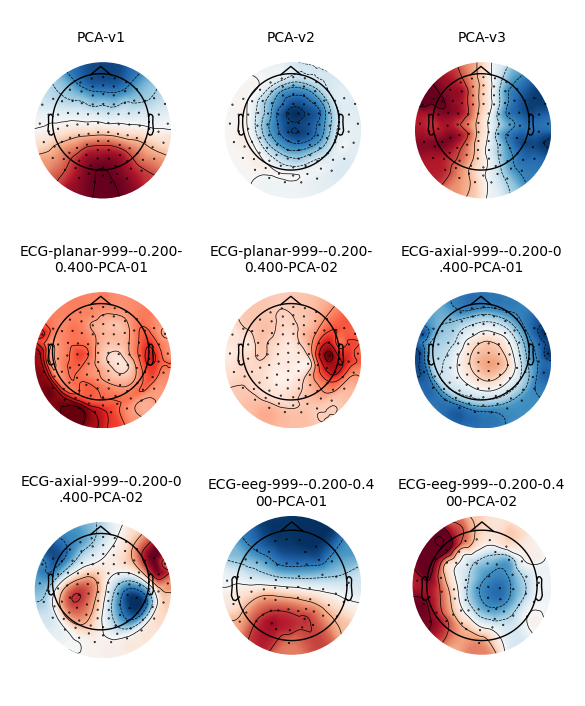 PCA-v1
PCA-v2
PCA-v3
ECG-planar-999--0.200-
0.400-PCA-01
ECG-planar-999--0.200-
0.400-PCA-02
ECG-axial-999--0.200-0
.400-PCA-01
ECG-axial-999--0.200-0
.400-PCA-02
ECG-eeg-999--0.200-0.4
00-PCA-01
ECG-eeg-999--0.200-0.4
00-PCA-02